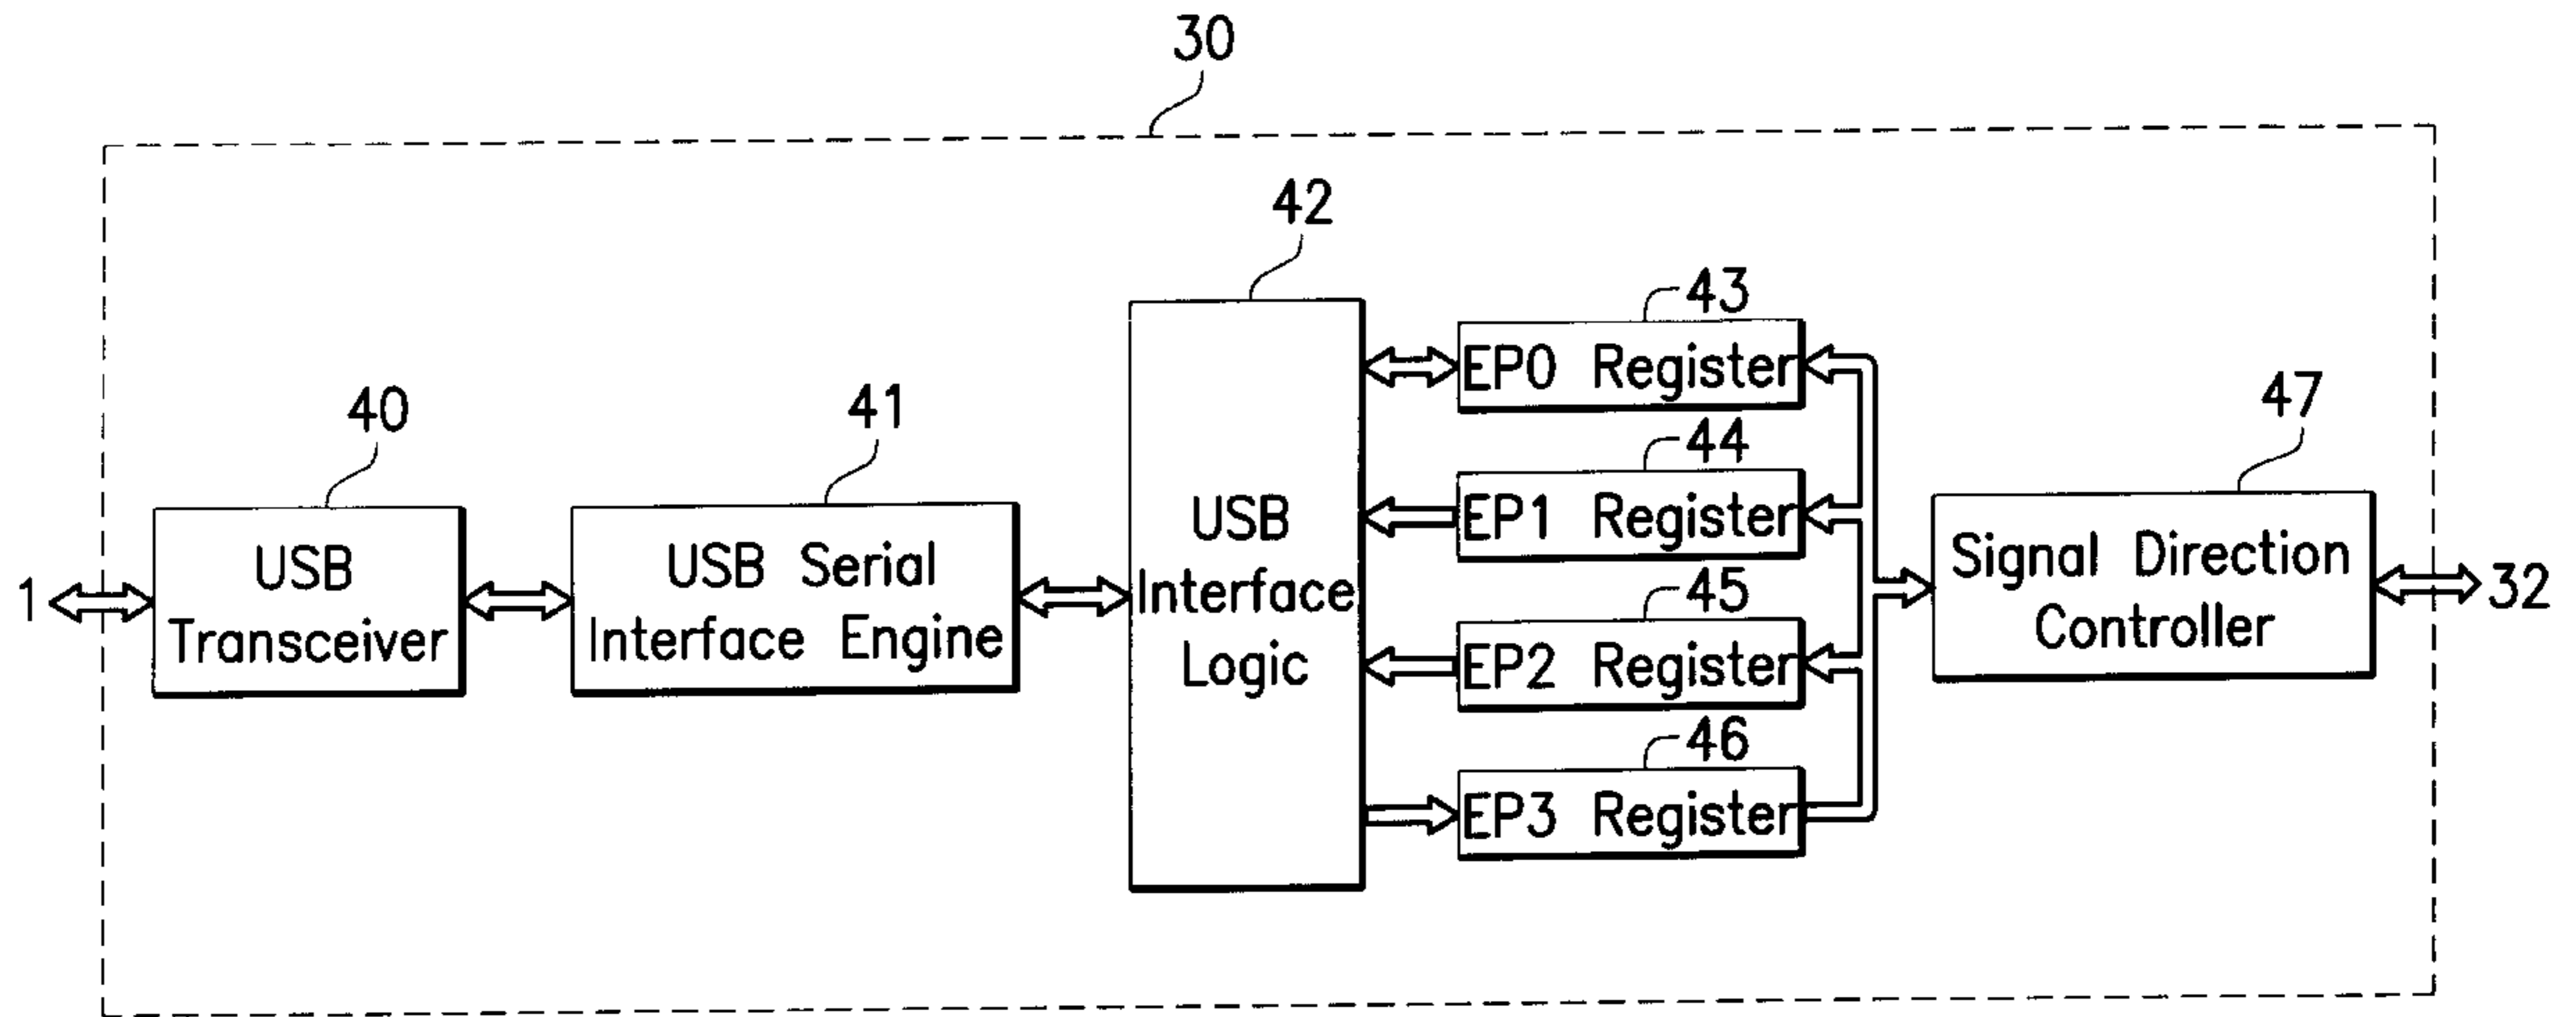 30
42
43
EP0 Register
40
41
44
47
USB
Transceiver
USB Serial
Interface Engine
USB
Interface
Logic
EP1 Register
Signal Direction
Controller
1
32
45
EP2 Register
46
EP3 Register